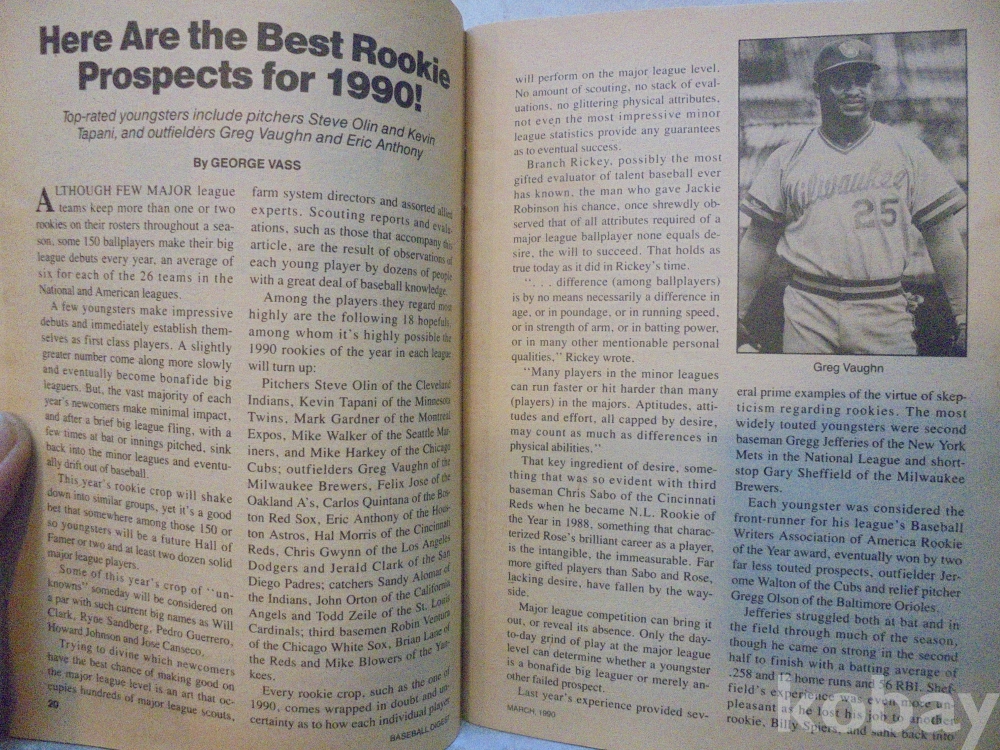 Here Are the Best Rookie
Prospects for 1990!
Top-rated youngsters include pitchers Steve Olin and Kevin
Tapani, and outfielders Greg Vaughn and Eric Anthony
By GEORGE VASS
ALTHOUGH FEW MAJOR league
teams keep more than one or two
rookies on their rosters throughout a sea-
son, some 150 ballplayers make their big
league debuts every year, an average of
six for each of the 26 teams in the
National and American leagues.
A few youngsters make impressive
debuts and immediately establish them-
selves as first class players. A slightly
greater number come along more slowly
and eventually become bonafide big
leaguers. But, the vast majority of each
year's newcomers make minimal impact,
and after a brief big league fling, with a
few times at bat or innings pitched, sink
back into the minor leagues and eventu-
ally drift out of baseball.
This year's rookie crop will shake
down into similar groups, yet it's a good
bet that somewhere among those 150 or
so youngsters will be a future Hall of
Famer or two and at least two dozen solid
major league players.
Some of this year's crop of "un-
knowns" someday will be considered on
a par with such current big names as Will
Clark, Ryne Sandberg, Pedro Guerrero,
Howard Johnson and Jose Canseco.
Trying to divine which newcomers
have the best chance of making good on
the major league level is an art that oc-
cupies hundreds of major league scouts,
20
farm system directors and assorted allied
experts. Scouting reports and evalu-
ations, such as those that accompany this
article, are the result of observations of
each young player by dozens of people
with a great deal of baseball knowledge.
Among the players they regard most
highly are the following 18 hopefuls,
among whom it's highly possible the
1990 rookies of the year in each league
will turn up:
Pitchers Steve Olin of the Cleveland
Indians, Kevin Tapani of the Minnesota
Twins, Mark Gardner of the Montreal
Expos, Mike Walker of the Seattle Mar-
iners, and Mike Harkey of the Chicago
Cubs; outfielders Greg Vaughn of the
Milwaukee Brewers, Felix Jose of the
Oakland A's, Carlos Quintana of the Bos-
ton Red Sox, Eric Anthony of the Hous-
ton Astros, Hal Morris of the Cincinnati
Reds, Chris Gwynn of the Los Angeles
Dodgers and Jerald Clark of the San
Diego Padres; catchers Sandy Alomar of
the Indians, John Orton of the California
Angels and Todd Zeile of the St. Louis
Cardinals; third basemen Robin Ventura
of the Chicago White Sox, Brian Lane of
the Reds and Mike Blowers of the Yan-
kees.
Every rookie crop, such as the one of
1990, comes wrapped in doubt and un-
certainty as to how each individual player
BASEBALL DIGEST
will perform on the major league level.
No amount of scouting, no stack of eval-
uations, no glittering physical attributes,
not even the most impressive minor
league statistics provide any guarantees
as to eventual success.
Branch Rickey, possibly the most
gifted evaluator of talent baseball ever
has known, the man who gave Jackie
Robinson his chance, once shrewdly ob-
served that of all attributes required of a
major league ballplayer none equals de-
sire, the will to succeed. That holds as
true today as it did in Rickey's time.
". . . difference (among ballplayers)
is by no means necessarily a difference in
age, or in poundage, or in running speed,
or in strength of arm, or in batting power,
or in many other mentionable personal
qualities," Rickey wrote.
"Many players in the minor leagues
can run faster or hit harder than many
(players) in the majors. Aptitudes, atti-
tudes and effort, all capped by desire,
may count as much as differences in
physical abilities."
That key ingredient of desire, some-
thing that was so evident with third
baseman Chris Sabo of the Cincinnati
Reds when he became N.L. Rookie of
the Year in 1988, something that charac-
terized Rose's brilliant career as a player,
is the intangible, the immeasurable. Far
more gifted players than Sabo and Rose,
lacking desire, have fallen by the way-
side.
Major league competition can bring it
out, or reveal its absence. Only the day-
to-day grind of play at the major league
level can determine whether a youngster
is a bonafide big leaguer or merely an-
other failed prospect.
Last year's experience provided sev-
MARCH, 1990
Milwaukee
25
Greg Vaughn
eral prime examples of the virtue of skep-
ticism regarding rookies. The most
widely touted youngsters were second
baseman Gregg Jefferies of the New York
Mets in the National League and short-
stop Gary Sheffield of the Milwaukee
Brewers.
Each youngster was considered the
front-runner for his league's Baseball
Writers Association of America Rookie
of the Year award, eventually won by two
far less touted prospects, outfielder Jer-
ome Walton of the Cubs and relief pitcher
Gregg Olson of the Baltimore Orioles.
Jefferies struggled both at bat and in
the field through much of the season,
though he came on strong in the second
half to finish with a batting average of
.258 and 12 home runs and 56 RBI. Shef-
field's experience was even more un-
pleasant as he lost his job to another
rookie, Billy Spiers, and sank back into
kobay